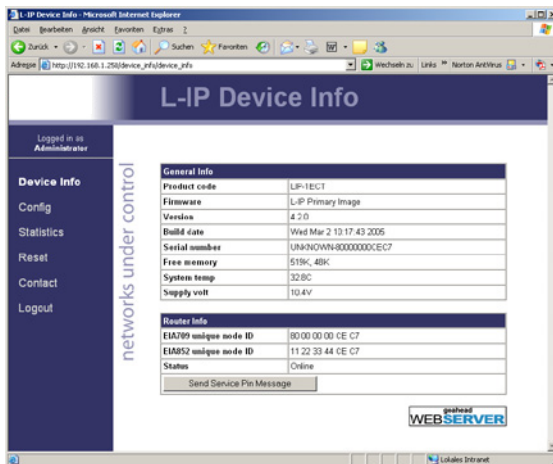 L-IP Device Info - Microsoft Internet Explorer
Datei Bearbeiten Ansicht Favoriten Extras ?
Zurück Suchen Favoriten
Adresse http://192.168.1.250/device_info/device_info Wechseln zu Links » Norton AntiVirus
L-IP Device Info
Logged in as
Administrator
Device Info
Config
Statistics
Reset
Contact
Logout
networks under control
General Info
Product code LIP-1ECT
Firmware L-IP Primary Image
Version 4.2.0
Build date Wed Mar 2 10:17:43 2005
Serial number UNKNOWN-80000000CEC7
Free memory 519K, 48K
System temp 32.8C
Supply volt 10.4V
Router Info
EIA709 unique node ID 80 00 00 00 CE C7
EIA852 unique node ID 11 22 33 44 CE C7
Status Online
Send Service Pin Message
goahead
WEBSERVER
Lokales Intranet